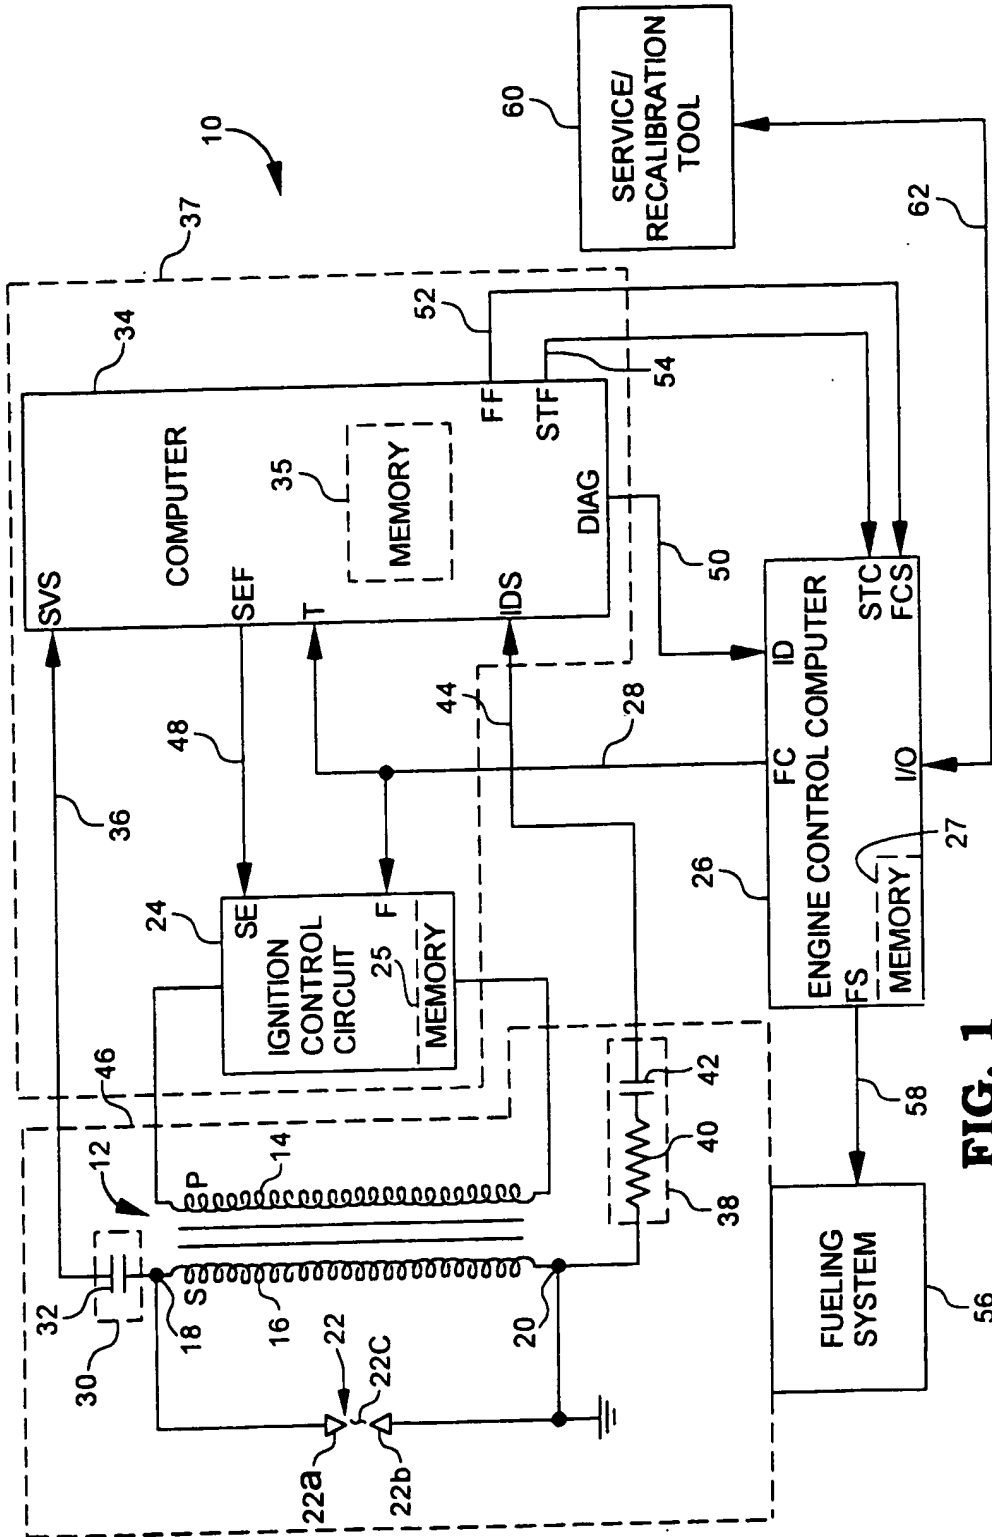 10
60
SERVICE/
RECALIBRATION
TOOL
62
37
34
COMPUTER
35
MEMORY
SVS
SEF
T
IDS
FF
STF
DIAG
52
54
50
36
48
44
28
24
SE
F
IGNITION
CONTROL
CIRCUIT
25
MEMORY
26
ENGINE CONTROL COMPUTER
ID
STC
FCS
FC
I/O
FS
MEMORY
27
46
12
P
14
S
16
18
20
30
32
22
22a
22b
22C
38
40
42
58
FUELING
SYSTEM
56
FIG. 1